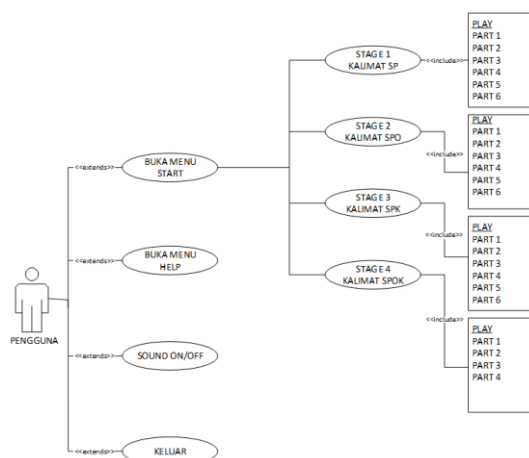 STAGE 1
KALIMAT SP
<<include>>
PLAY
PART 1
PART 2
PART 3
PART 4
PART 5
PART 6
STAGE 2
KALIMAT SPO
<<include>>
PLAY
PART 1
PART 2
PART 3
PART 4
PART 5
PART 6
<<extends>>
BUKA MENU
START
STAGE 3
KALIMAT SPK
<<include>>
PLAY
PART 1
PART 2
PART 3
PART 4
PART 5
PART 6
<<extends>>
BUKA MENU
HELP
STAGE 4
KALIMAT SPOK
<<include>>
PLAY
PART 1
PART 2
PART 3
PART 4
PENGGUNA
<<extends>>
SOUND ON/OFF
<<extends>>
KELUAR